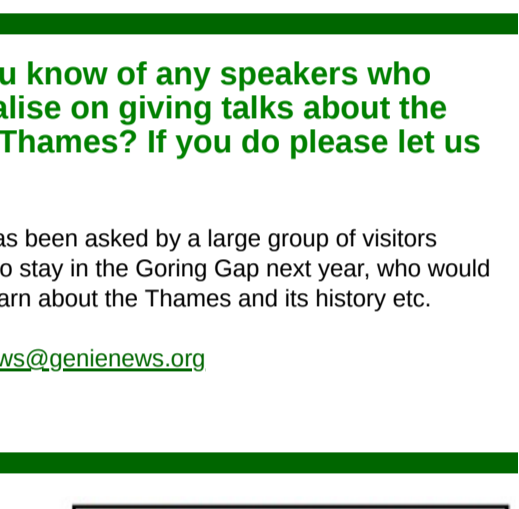 u know of any speakers who
alise on giving talks about the
Thames? If you do please let us
as been asked by a large group of visitors
o stay in the Goring Gap next year, who would
arn about the Thames and its history etc.
ws@genienews.org